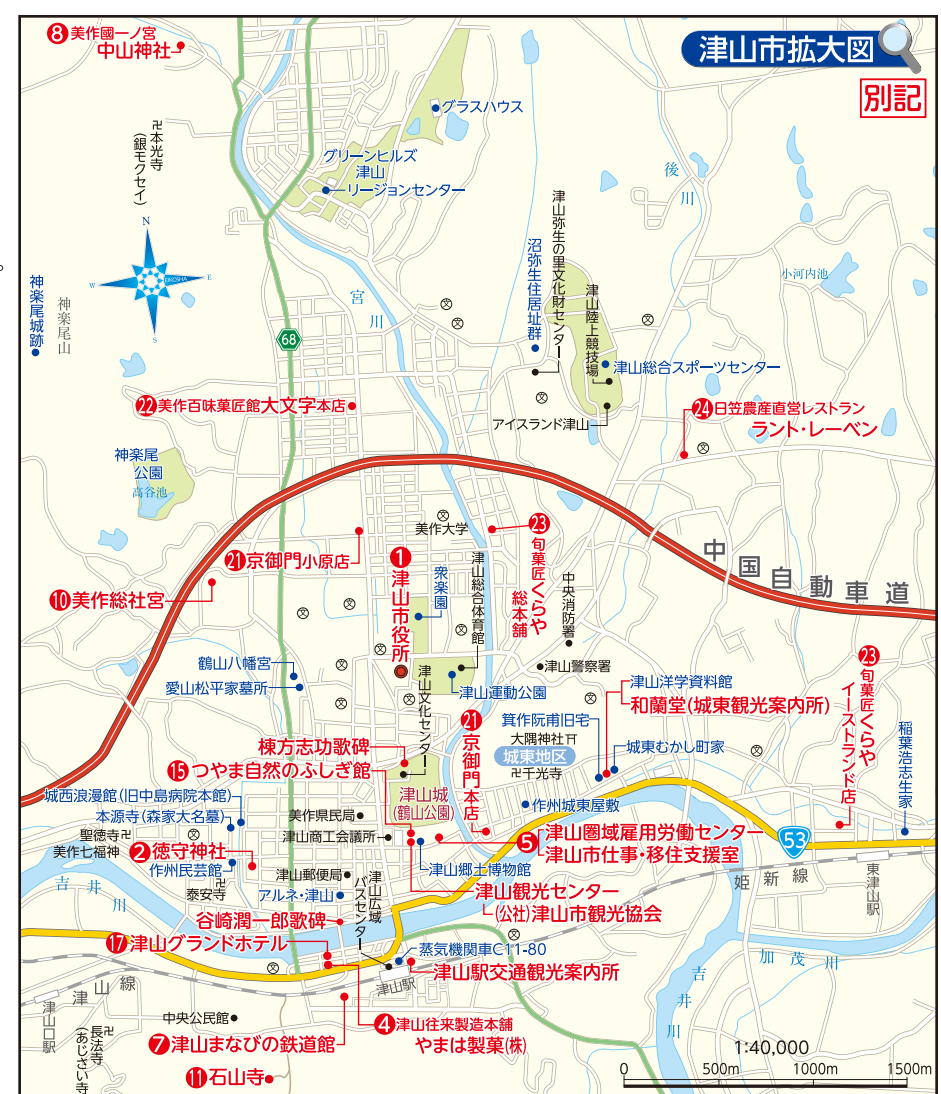 8 美作國一ノ宮
中山神社
津山市拡大図
別記
グラスハウス
卍本光寺
(銀モクセイ)
グリーンヒルズ
津山
リージョンセンター
後川
N
W
E
S
津山弥生の里文化財センター
沼弥生住居址群
小河内池
神楽尾城跡
神楽尾山
宮川
津山陸上競技場
68
津山総合スポーツセンター
22 美作百味菓匠館大文字本店
アイスランド津山
24 日笠農産直営レストラン
ラント・レーベン
神楽尾
公園
高谷池
美作大学
23 旬菓匠くらや
総本舗
中国自動車道
21 京御門小原店
1 津山市役所
衆楽園
津山総合体育館
中央消防署
10 美作総社宮
津山警察署
鶴山八幡宮
愛山松平家墓所
津山文化センター
津山運動公園
津山洋学資料館
和蘭堂(城東観光案内所)
23 旬菓匠くらや
イーストランド店
21 京御門本店
箕作阮甫旧宅
大隅神社
城東地区
卍千光寺
城東むかし町家
稲葉浩志生家
棟方志功歌碑
15 つやま自然のふしぎ館
津山城
(鶴山公園)
城西浪漫館(旧中島病院本館)
本源寺(森家大名墓)
作州城東屋敷
美作県民局
聖徳寺卍
美作七福神
津山商工会議所
5 津山圏域雇用労働センター
津山市仕事・移住支援室
53
2 徳守神社
作州民芸館
津山郷土博物館
姫新線
東津山駅
吉井川
卍
泰安寺
津山郵便局
アルネ・津山
津山広域
バスセンター
津山観光センター
(公社)津山市観光協会
谷崎潤一郎歌碑
17 津山グランドホテル
蒸気機関車C11-80
津山駅交通観光案内所
加茂川
吉井川
津山線
津山駅
津山口駅
卍長法寺
(あじさい寺
中央公民館
4 津山往来製造本舗
やまは製菓(株)
7 津山まなびの鉄道館
11 石山寺
1:40,000
0 500m 1000m 1500m